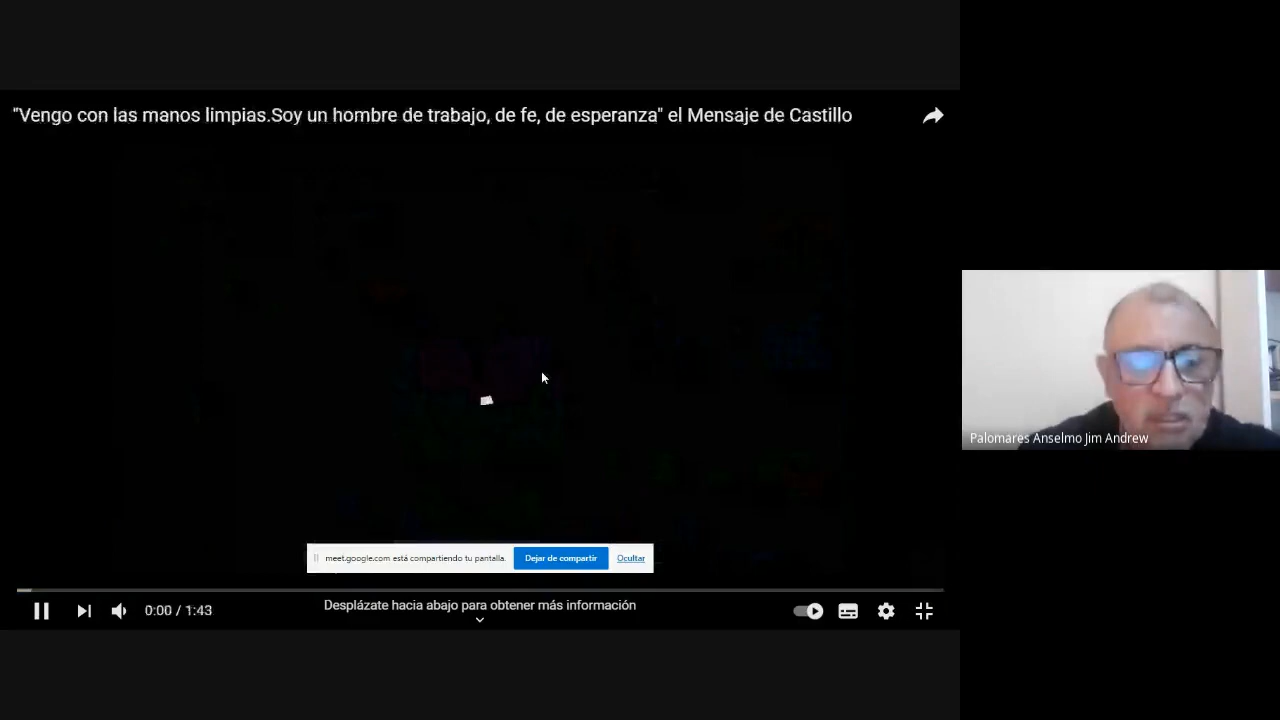 "Vengo con las manos limpias.Soy un hombre de trabajo, de fe, de esperanza" el Mensaje de Castillo
Palomares Anselmo Jim Andrew
meet.google.com está compartiendo tu pantalla.
Dejar de compartir
Ocultar
0:00 / 1:43
Desplázate hacia abajo para obtener más información